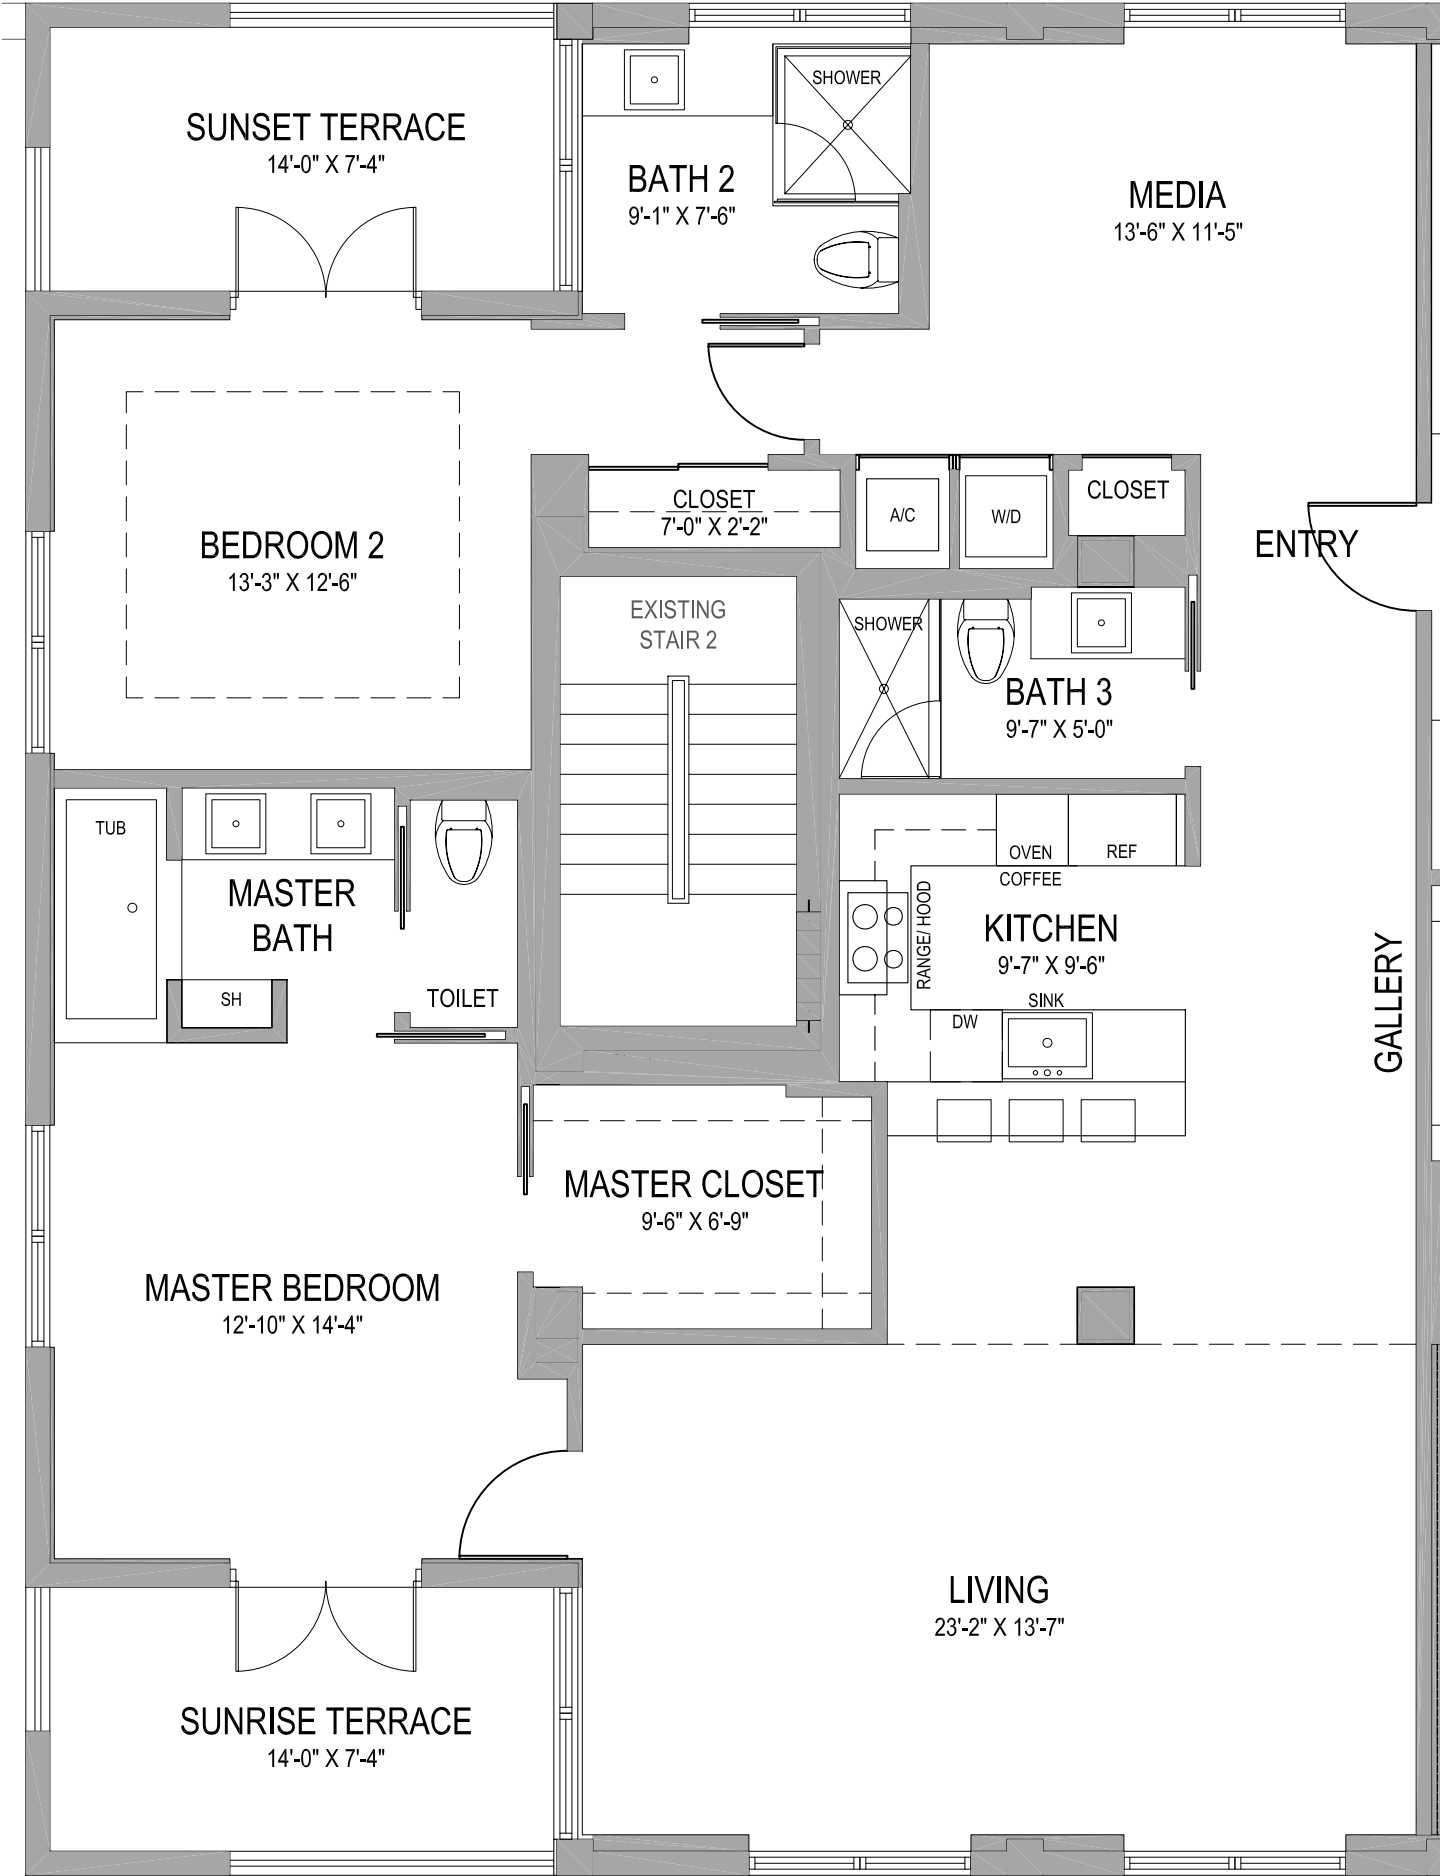 SUNSET TERRACE
14'-0" X 7'-4"
SHOWER
BATH 2
9'-1" X 7'-6"
MEDIA
13'-6" X 11'-5"
BEDROOM 2
13'-3" X 12'-6"
CLOSET
7'-0" X 2'-2"
A/C
W/D
CLOSET
ENTRY
EXISTING
STAIR 2
SHOWER
BATH 3
9'-7" X 5'-0"
TUB
MASTER
BATH
SH
TOILET
OVEN
REF
COFFEE
RANGE/ HOOD
KITCHEN
9'-7" X 9'-6"
SINK
DW
GALLERY
MASTER CLOSET
9'-6" X 6'-9"
MASTER BEDROOM
12'-10" X 14'-4"
LIVING
23'-2" X 13'-7"
SUNRISE TERRACE
14'-0" X 7'-4"